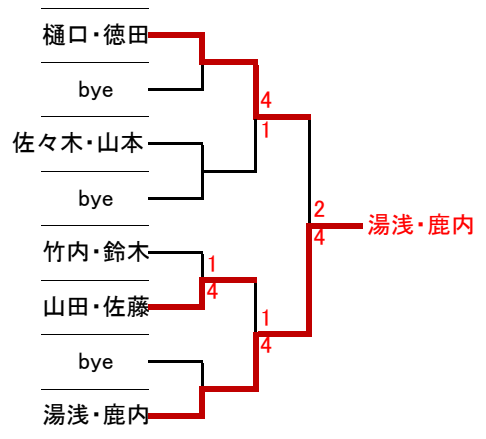 樋口・徳田
bye
4
1
佐々木・山本
bye
2
4
湯浅・鹿内
竹内・鈴木
1
4
山田・佐藤
1
4
bye
湯浅・鹿内